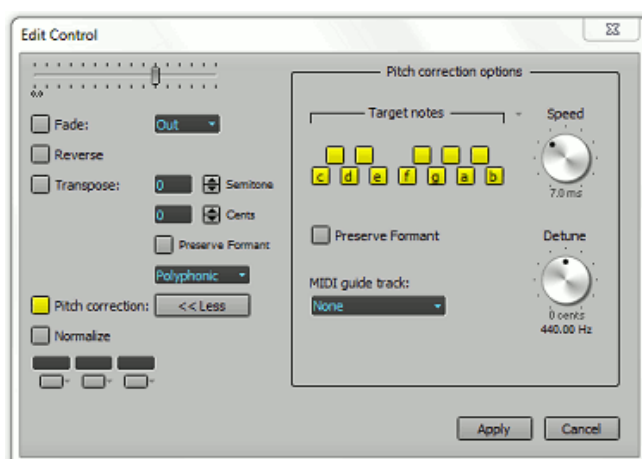 Edit Control
0.0
Fade: Out
Reverse
Transpose: 0 Semitone
0 Cents
Preserve Formant
Polyphonic
Pitch correction: << Less
Normalize
Pitch correction options
Target notes
c d e f g a b
Preserve Formant
MIDI guide track:
None
Speed
7.0 ms
Detune
0 cents
440.00 Hz
Apply Cancel